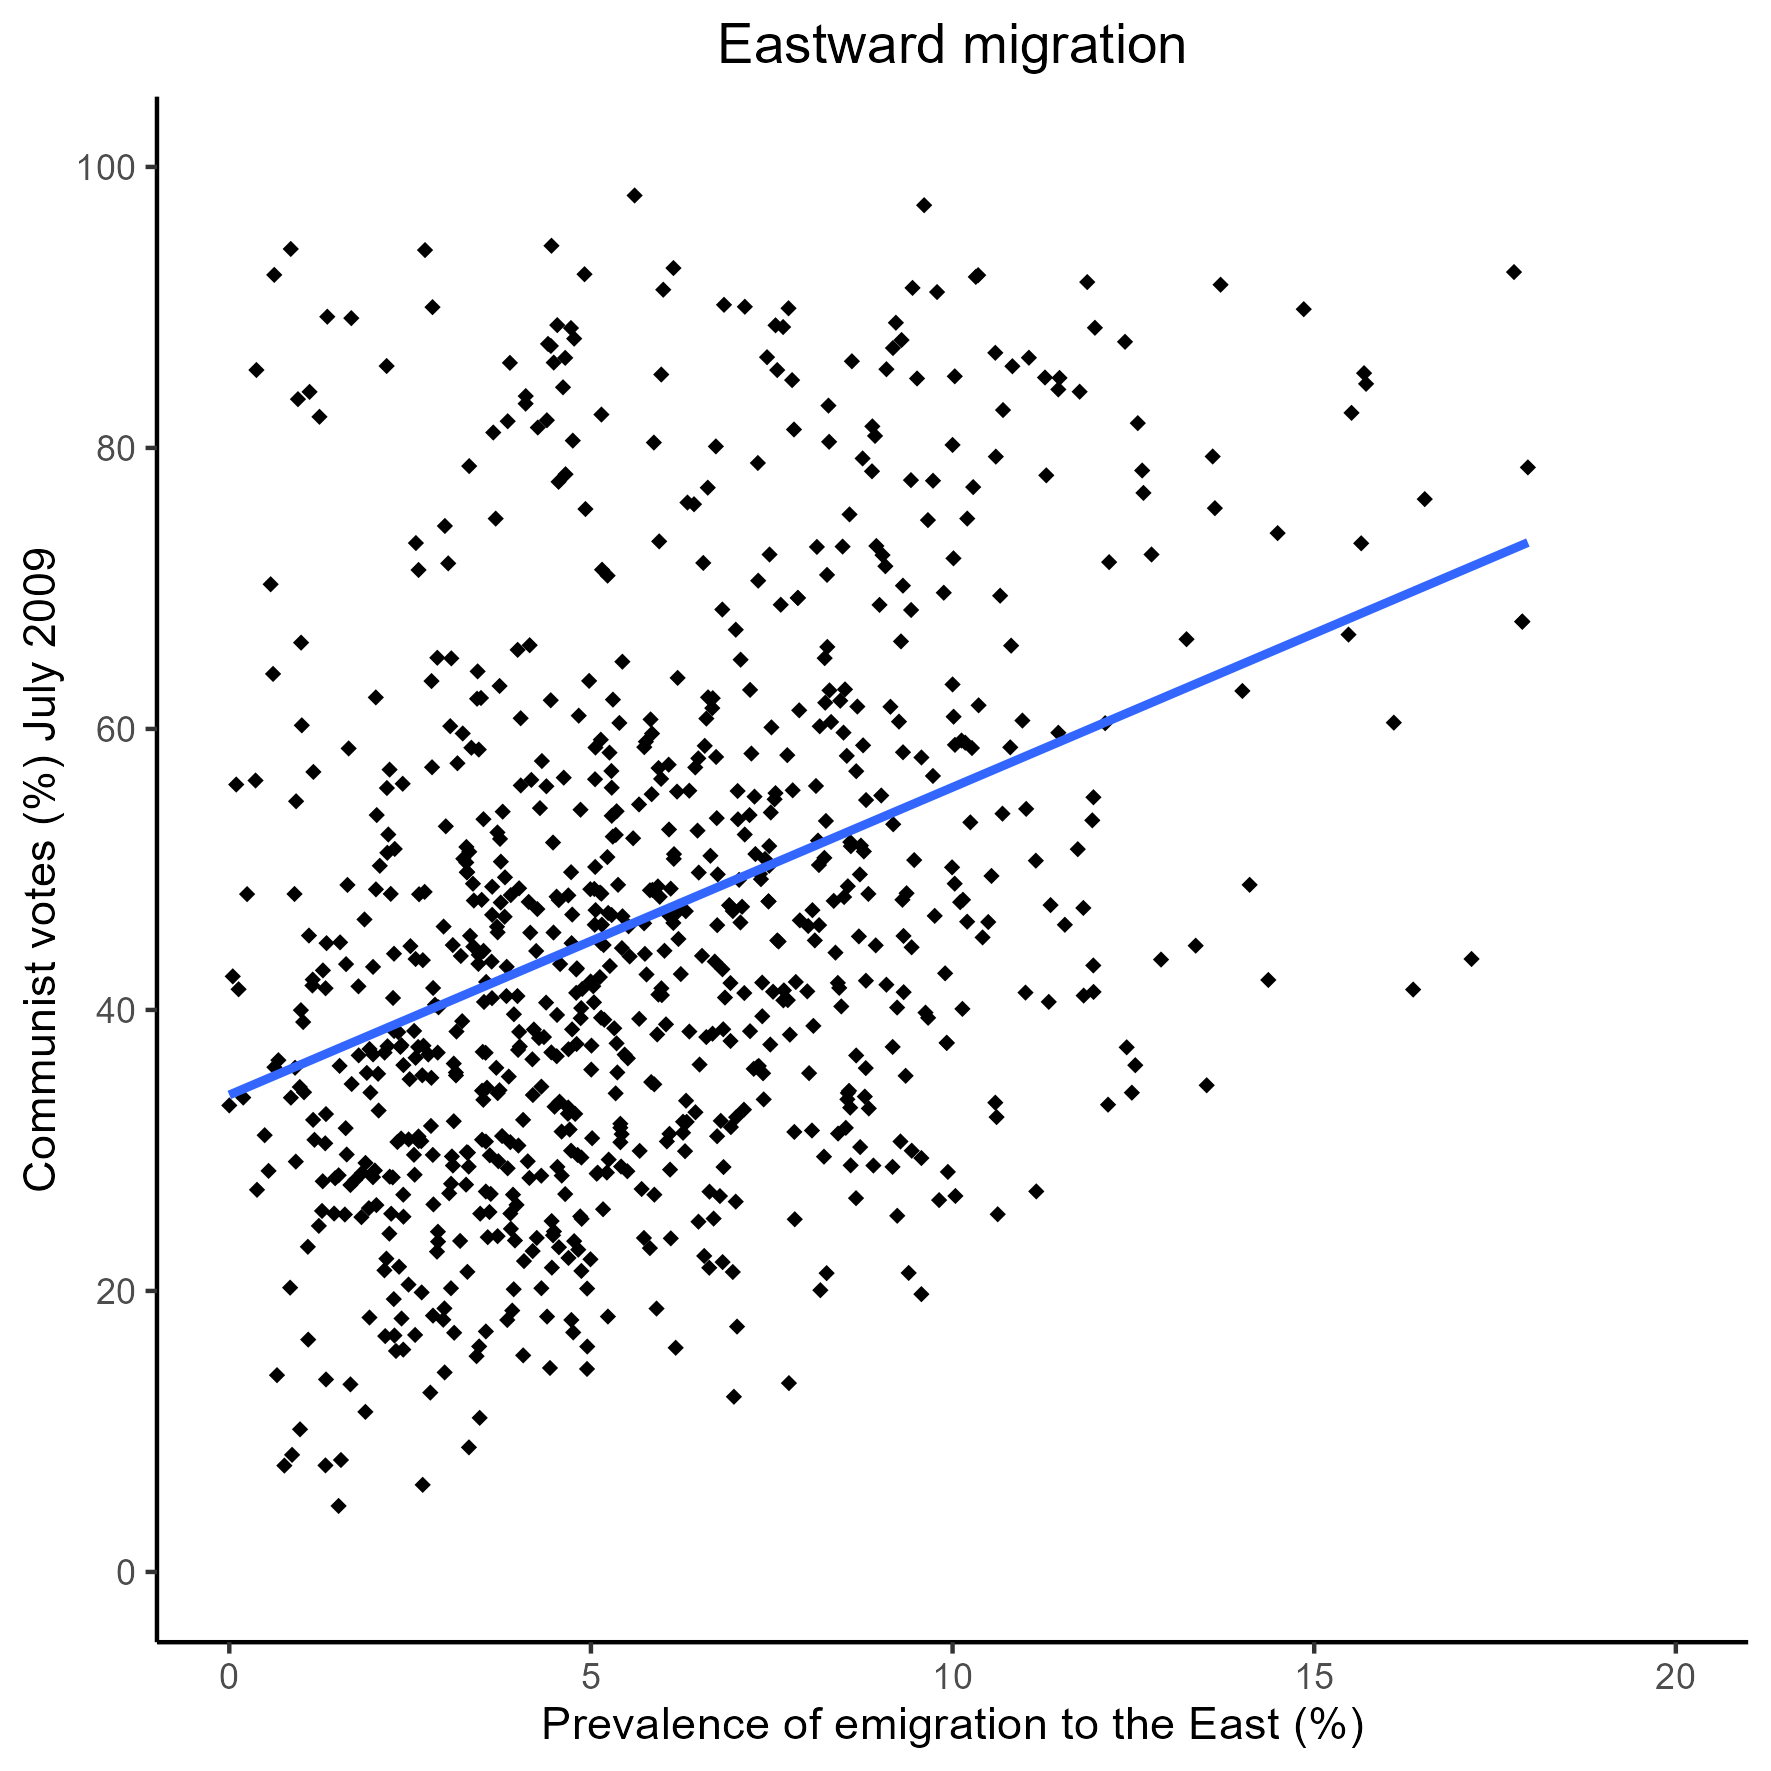 Eastward migration
Communist votes (%) July 2009
100
80
60
40
20
0
0 5 10 15 20
Prevalence of emigration to the East (%)